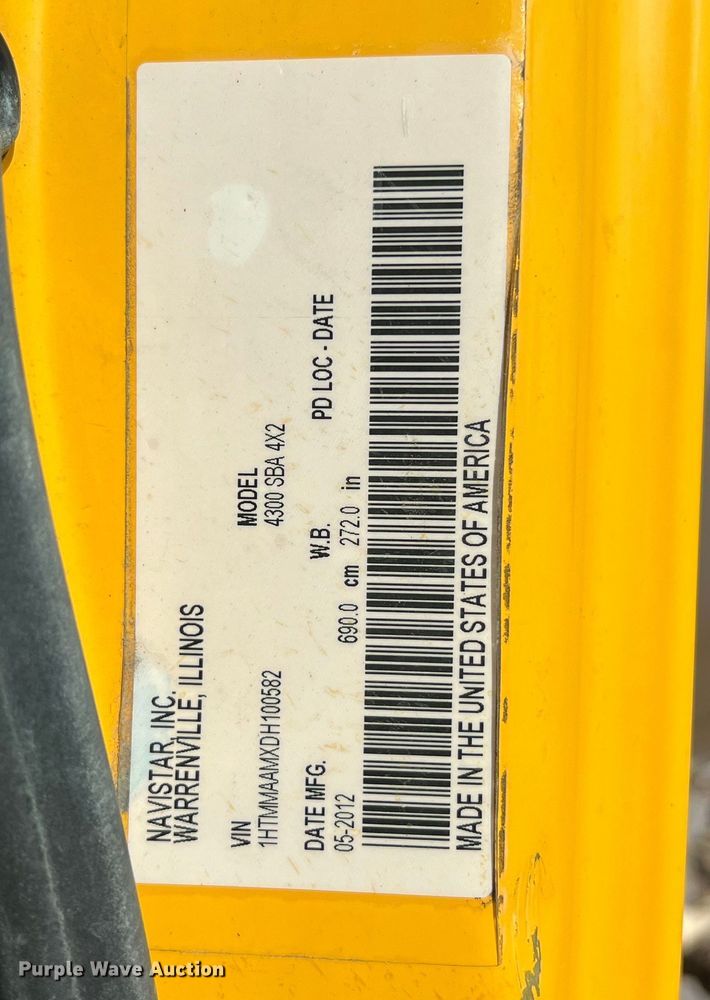 NAVISTAR, INC.
WARRENVILLE, ILLINOIS
VIN
1HTMMAAMXDH100582
MODEL
4300 SBA 4X2
DATE MFG.
05-2012
W.B.
690.0 cm 272.0 in
PD LOC - DATE
MADE IN THE UNITED STATES OF AMERICA
Purple Wave Auction